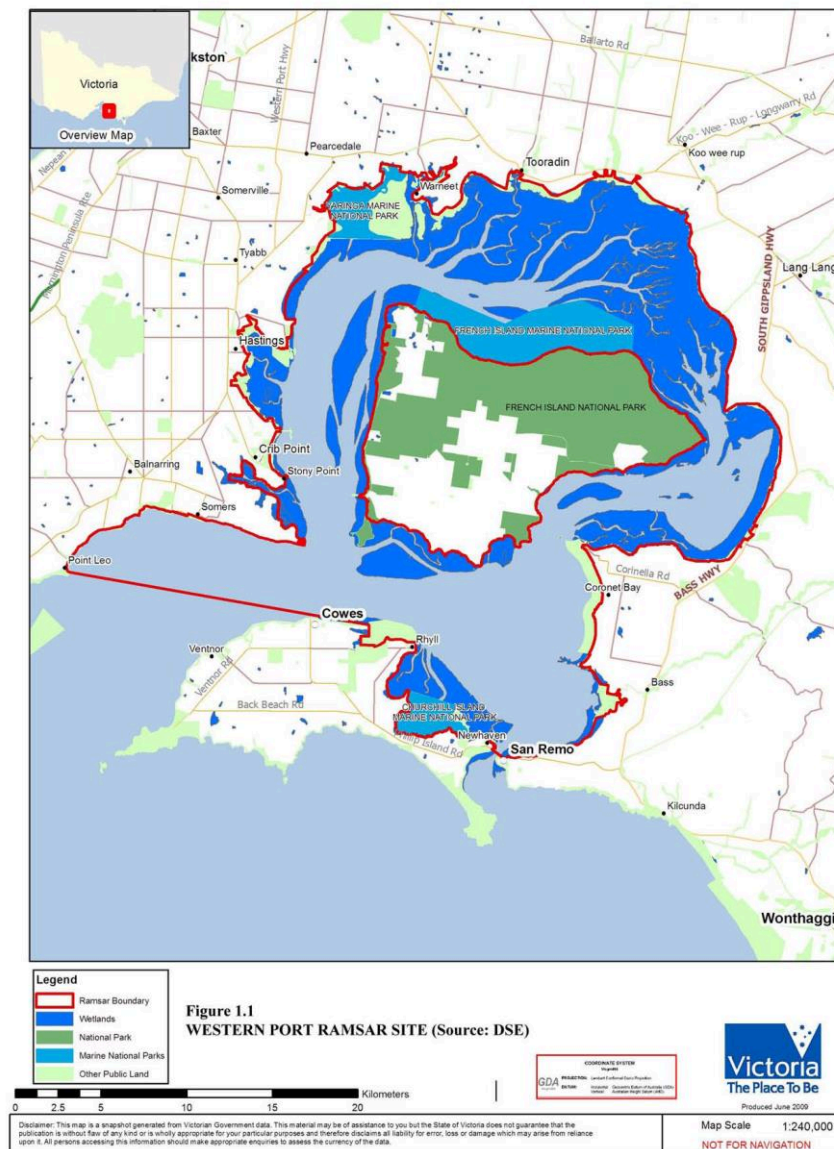 Victoria
Overview Map
kston
Western Port Hwy
Ballarto Rd
Koo - Wee - Rup - Longwarry Rd
Baxter
Pearcedale
Koo wee rup
Tooradin
Warneet
Somerville
YARINGA MARINE
NATIONAL PARK
Mornington Peninsula Rte
Tyabb
Lang Lang
SOUTH GIPPSLAND HWY
Hastings
FRENCH ISLAND MARINE NATIONAL PARK
FRENCH ISLAND NATIONAL PARK
Crib Point
Balnarring
Stony Point
Somers
Point Leo
Corinella Rd
BASS HWY
Coronet Bay
Cowes
Rhyll
Ventnor
Ventnor Rd
Bass
Back Beach Rd
CHURCHILL ISLAND
MARINE NATIONAL PARK
Newhaven
Phillip Island Rd
San Remo
Kilcunda
Wonthaggi
Legend
Ramsar Boundary
Wetlands
National Park
Marine National Parks
Other Public Land
Figure 1.1
WESTERN PORT RAMSAR SITE (Source: DSE)
Kilometers
0 2.5 5 10 15 20
COORDINATE SYSTEM
GDA
Victoria
The Place To Be
Produced June 2009
Disclaimer: This map is a snapshot generated from Victorian Government data. This material may be of assistance to you but the State of Victoria does not guarantee that the
publication is without flaw of any kind or is wholly appropriate for your particular purposes and therefore disclaims all liability for error, loss or damage which may arise from reliance
upon it. All persons accessing this information should make appropriate enquiries to assess the currency of the data.
Map Scale 1:240,000
NOT FOR NAVIGATION